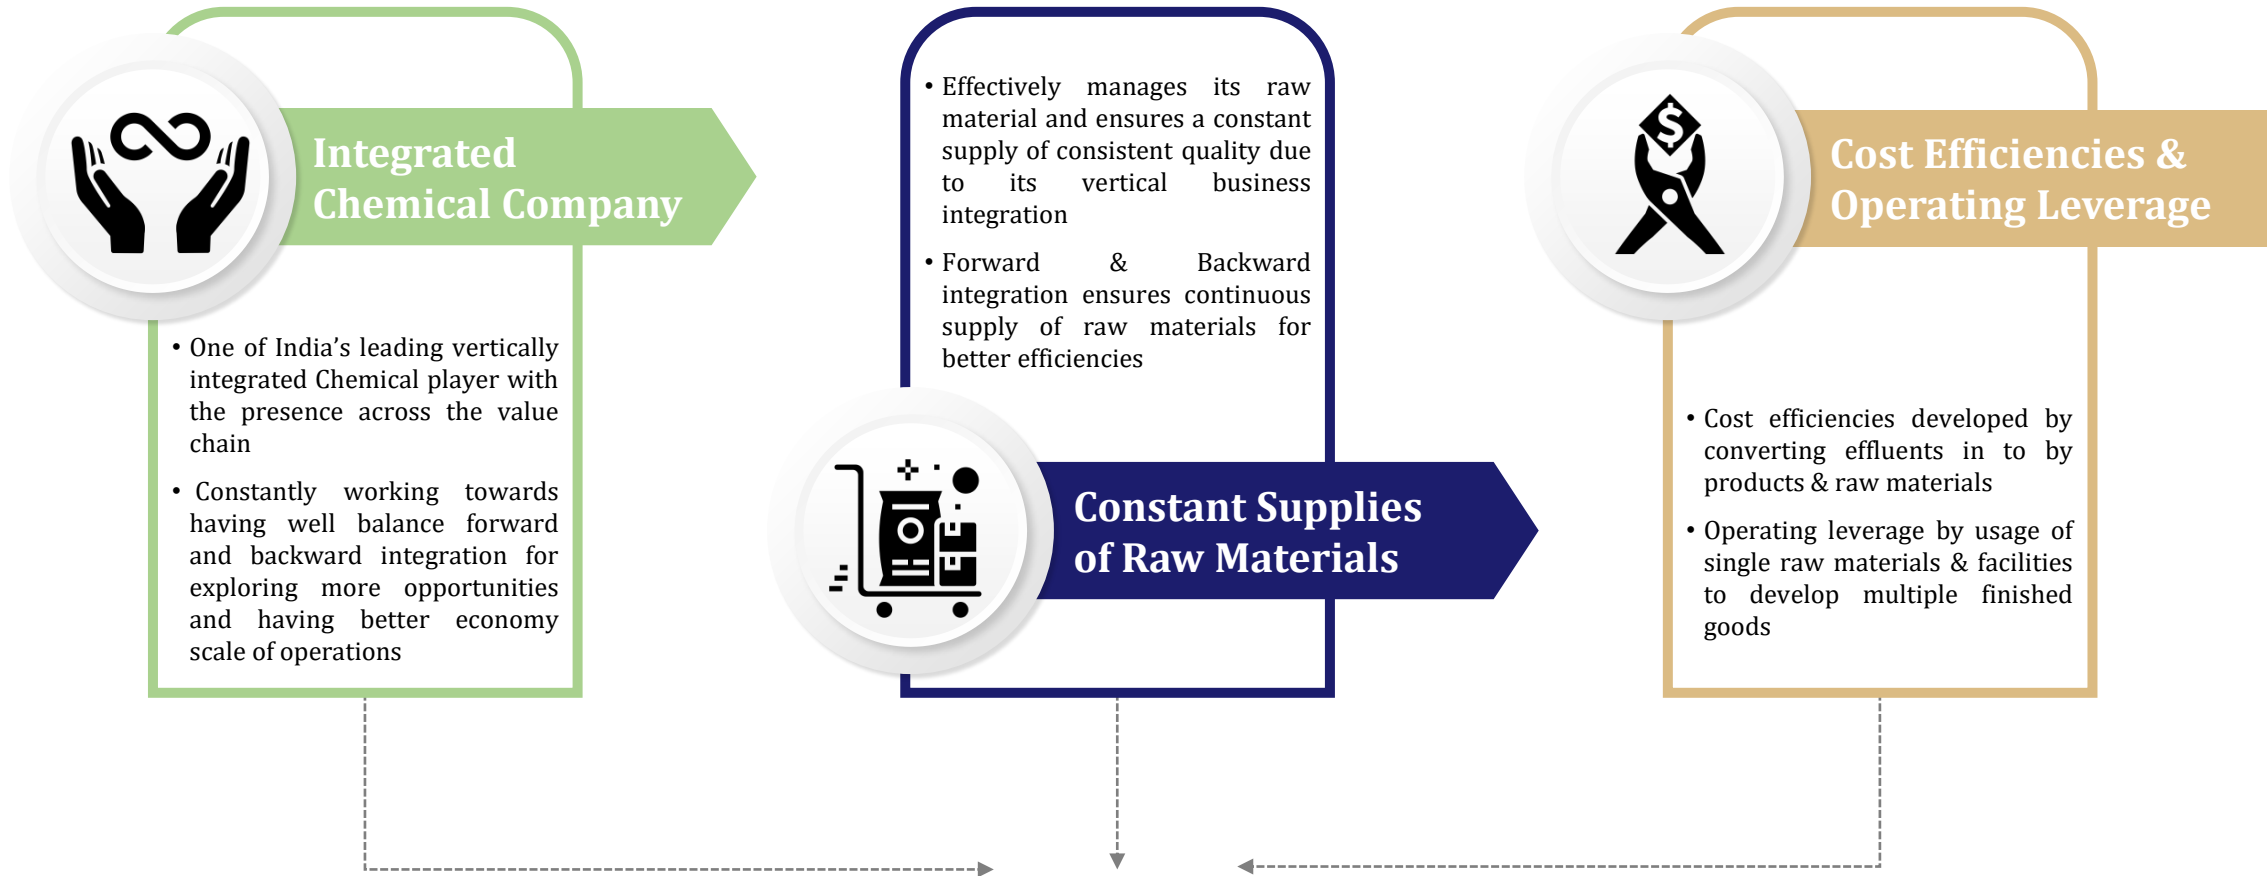 Integrated
Chemical Company
• One of India’s leading vertically
integrated Chemical player with
the presence across the value
chain
• Constantly working towards
having well balance forward
and backward integration for
exploring more opportunities
and having better economy
scale of operations
• Effectively manages its raw
material and ensures a constant
supply of consistent quality due
to its vertical business
integration
• Forward & Backward
integration ensures continuous
supply of raw materials for
better efficiencies
Constant Supplies
of Raw Materials
$
Cost Efficiencies &
Operating Leverage
• Cost efficiencies developed by
converting effluents in to by
products & raw materials
• Operating leverage by usage of
single raw materials & facilities
to develop multiple finished
goods